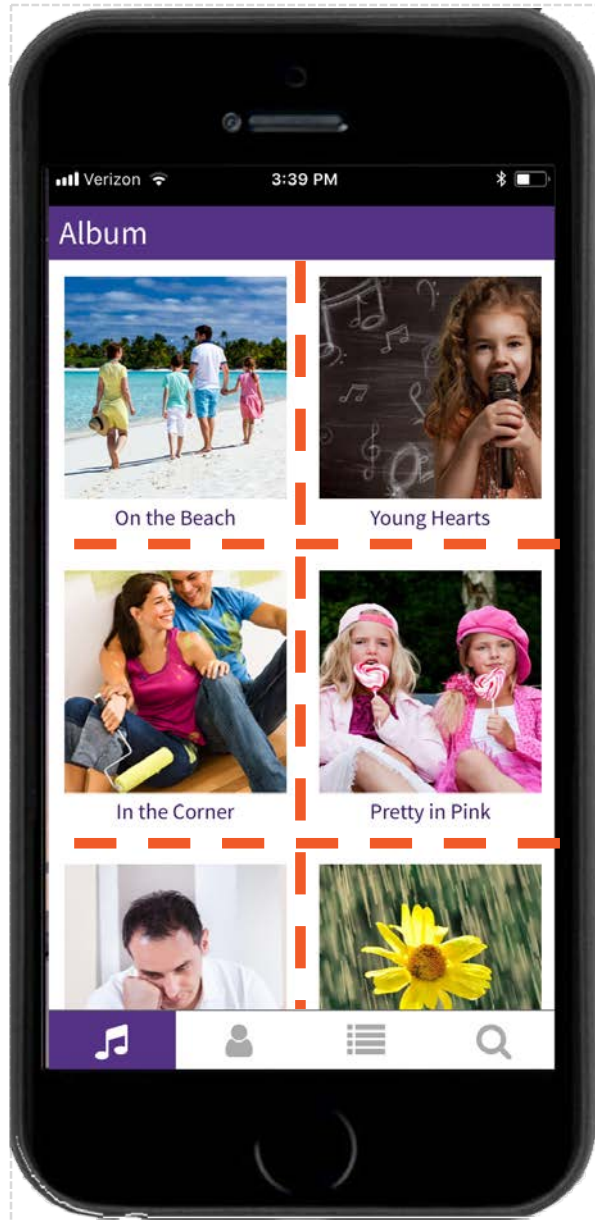 Verizon 3:39 PM
Album
On the Beach Young Hearts
In the Corner Pretty in Pink